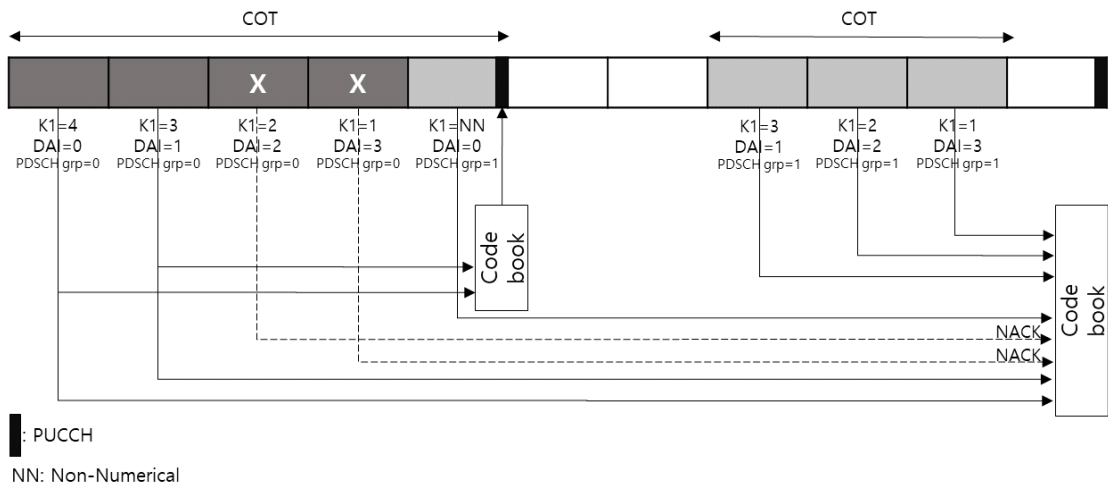 COT
COT
X
X
K1=4
DAI=0
PDSCH grp=0
K1=3
DAI=1
PDSCH grp=0
K1=2
DAI=2
PDSCH grp=0
K1=1
DAI=3
PDSCH grp=0
K1=NN
DAI=0
PDSCH grp=1
K1=3
DAI=1
PDSCH grp=1
K1=2
DAI=2
PDSCH grp=1
K1=1
DAI=3
PDSCH grp=1
Code
book
Code
book
NACK
NACK
: PUCCH
NN: Non-Numerical